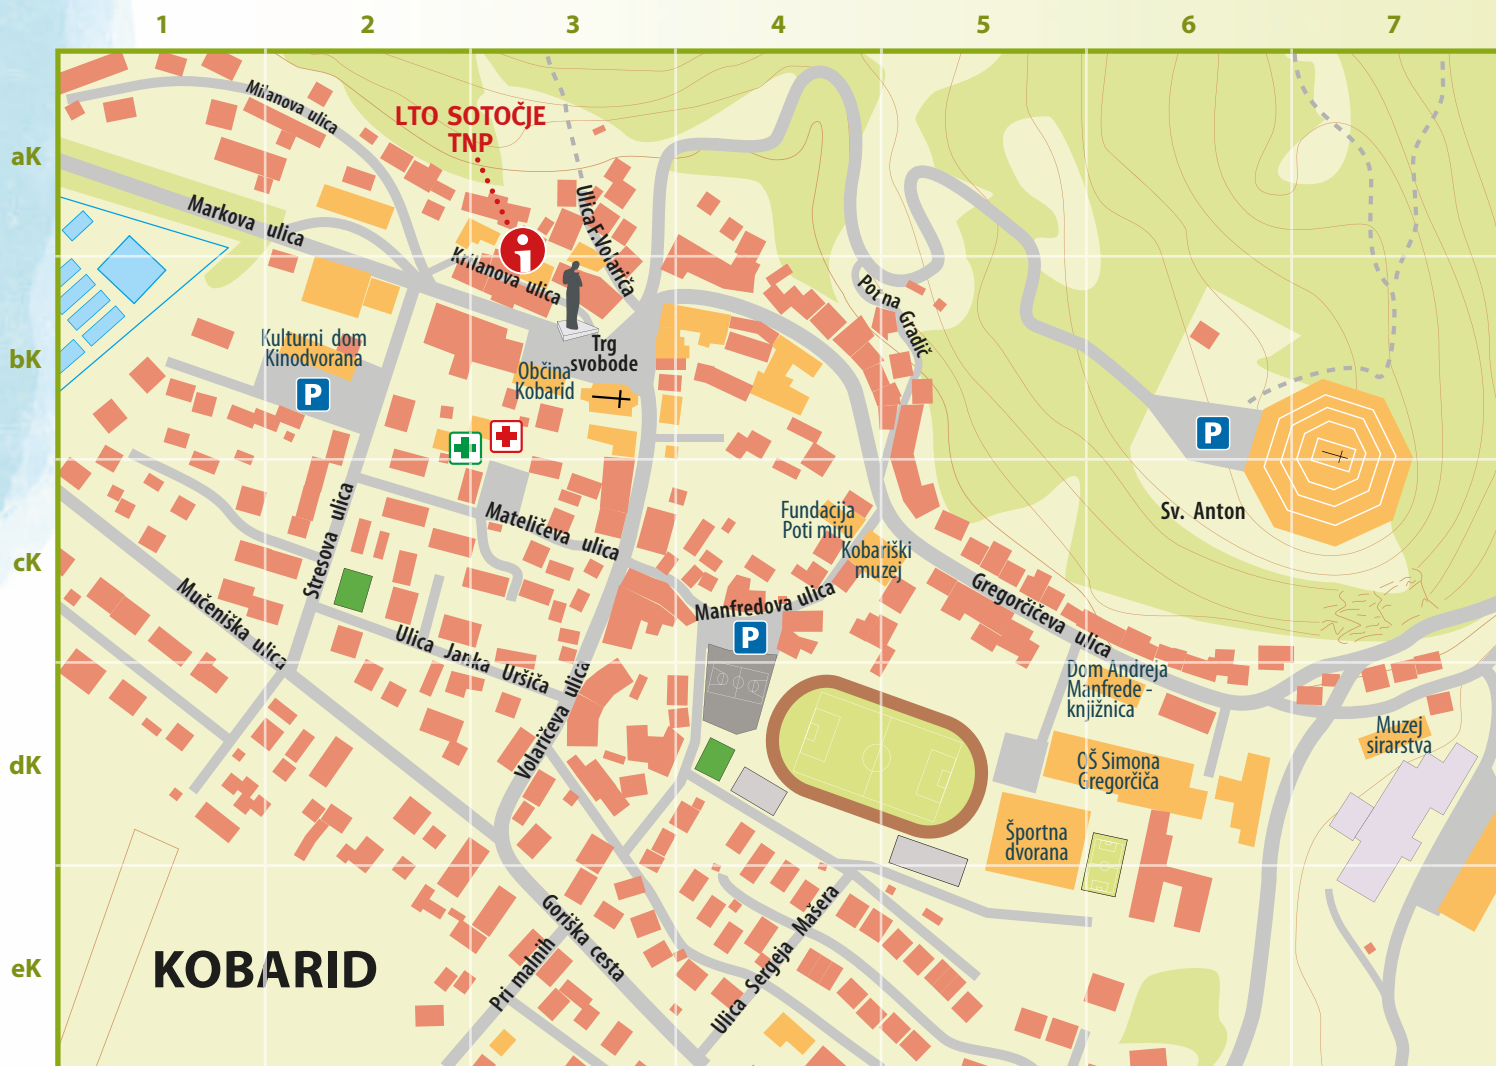 1 2 3 4 5 6 7
aK
bK
cK
dK
eK
Milanova ulica
LTO SOTOČJE
TNP
Markova ulica
Ulica F. Volariča
Krilanova ulica
i
Pot na Gradič
Kulturni dom
Kinodvorana
P
Trg
svobode
Občina
Kobarid
P
Sv. Anton
Stresova ulica
Mateličeva ulica
Fundacija
Poti miru
Kobariški
muzej
Mučeniška ulica
Manfredova ulica
P
Gregorčičeva ulica
Ulica Janka Uršiča
Volaričeva ulica
Dom Andreja
Manfrede -
knjižnica
Muzej
sirarstva
OŠ Simona
Gregorčiča
Športna
dvorana
Goriška cesta
Pri malnih
Ulica Sergeja Mašera
KOBARID